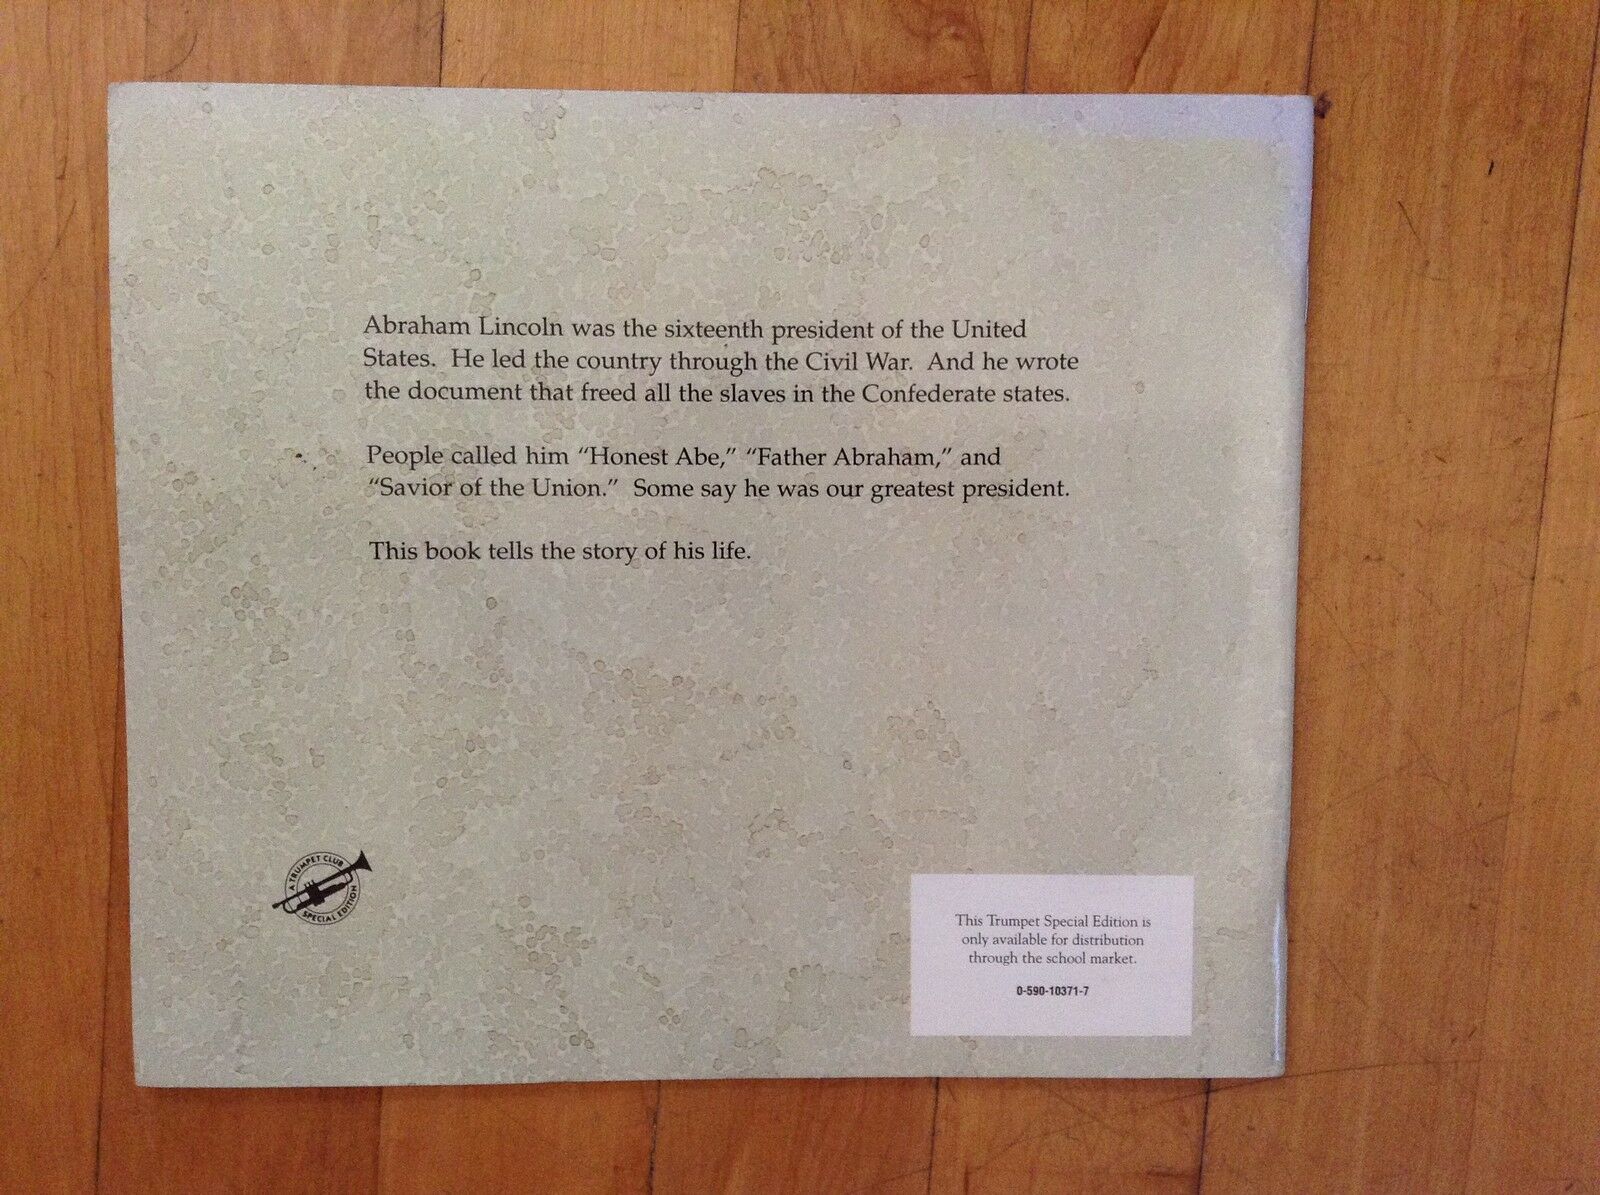 Abraham Lincoln was the sixteenth president of the United
States.  He led the country through the Civil War.  And he wrote
the document that freed all the slaves in the Confederate states.
People called him “Honest Abe,” “Father Abraham,” and
“Savior of the Union.”  Some say he was our greatest president.
This book tells the story of his life.
A TRUMPET CLUB
SPECIAL EDITION
This Trumpet Special Edition is
only available for distribution
through the school market.
0-590-10371-7